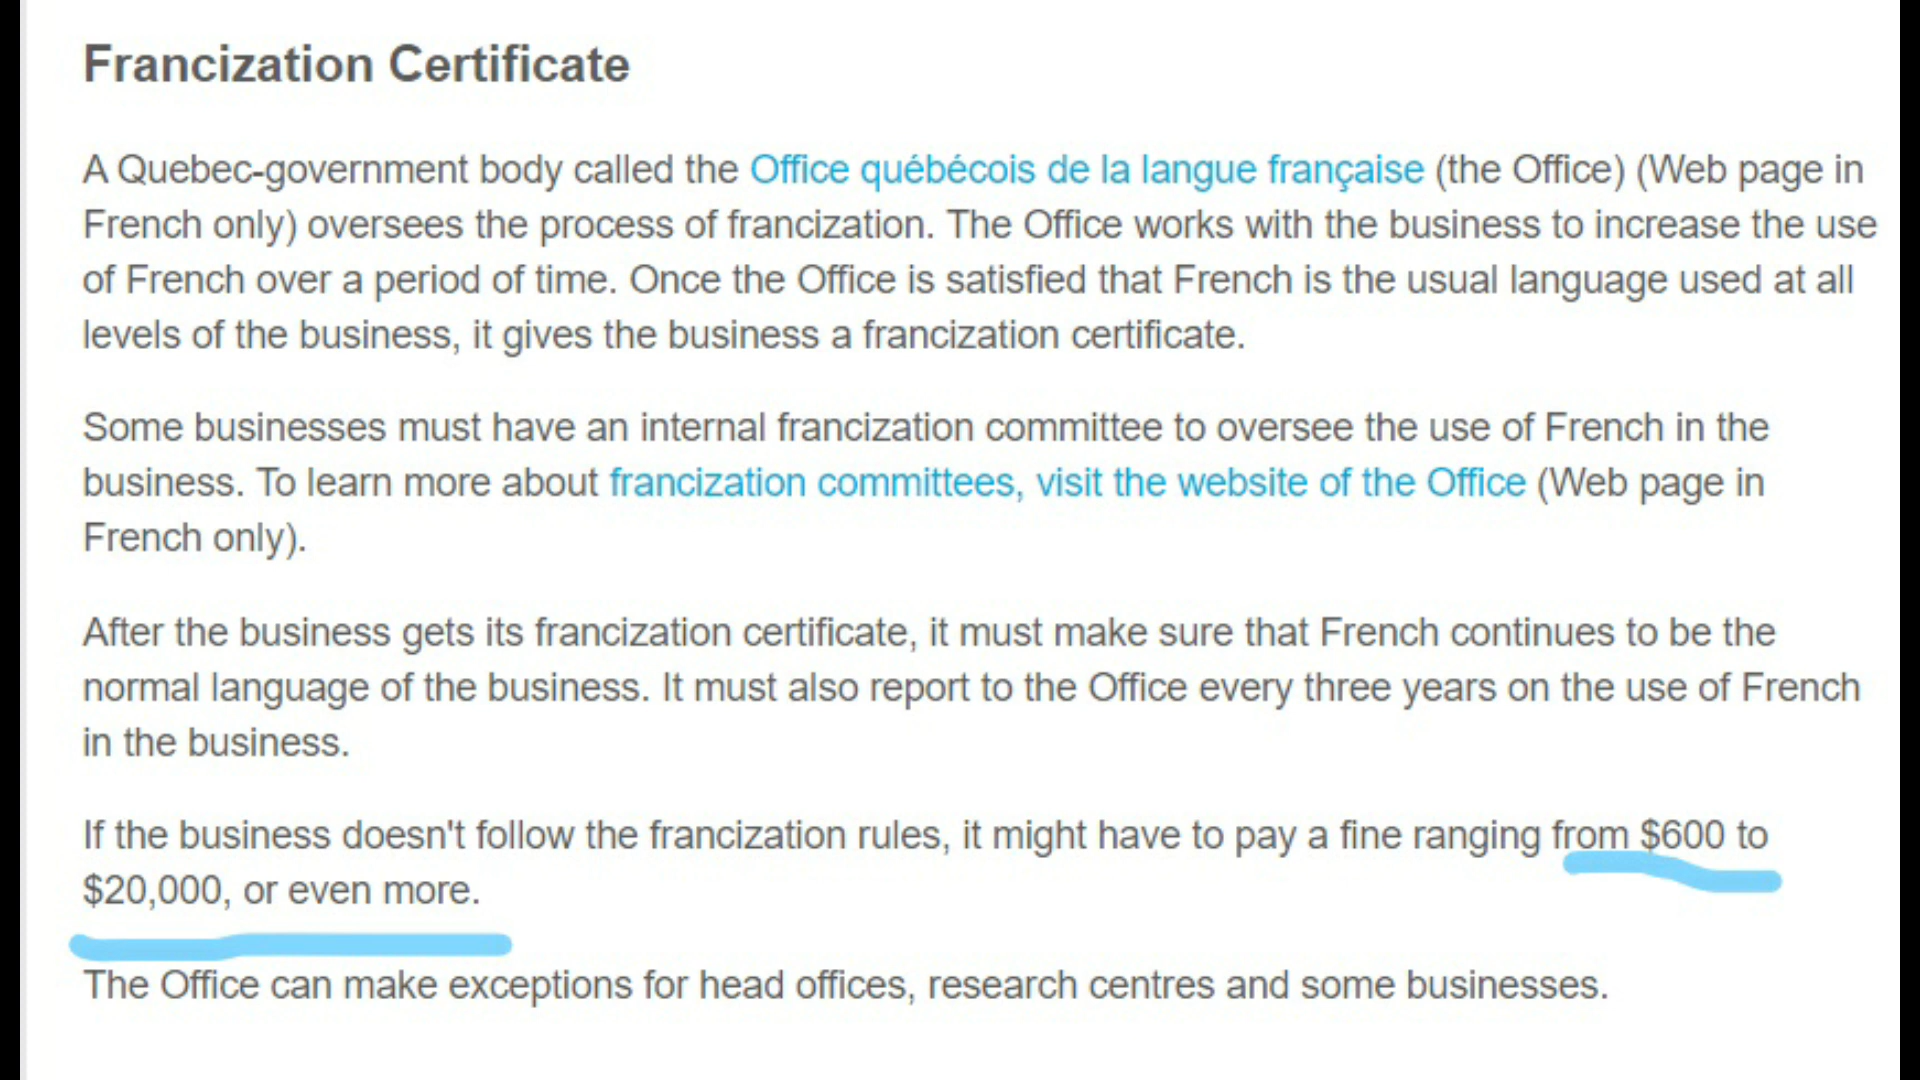 Francization Certificate
A Quebec-government body called the Office québécois de la langue française (the Office) (Web page in
French only) oversees the process of francization. The Office works with the business to increase the use
of French over a period of time. Once the Office is satisfied that French is the usual language used at all
levels of the business, it gives the business a francization certificate.
Some businesses must have an internal francization committee to oversee the use of French in the
business. To learn more about francization committees, visit the website of the Office (Web page in
French only).
After the business gets its francization certificate, it must make sure that French continues to be the
normal language of the business. It must also report to the Office every three years on the use of French
in the business.
If the business doesn't follow the francization rules, it might have to pay a fine ranging from $600 to
$20,000, or even more.
The Office can make exceptions for head offices, research centres and some businesses.